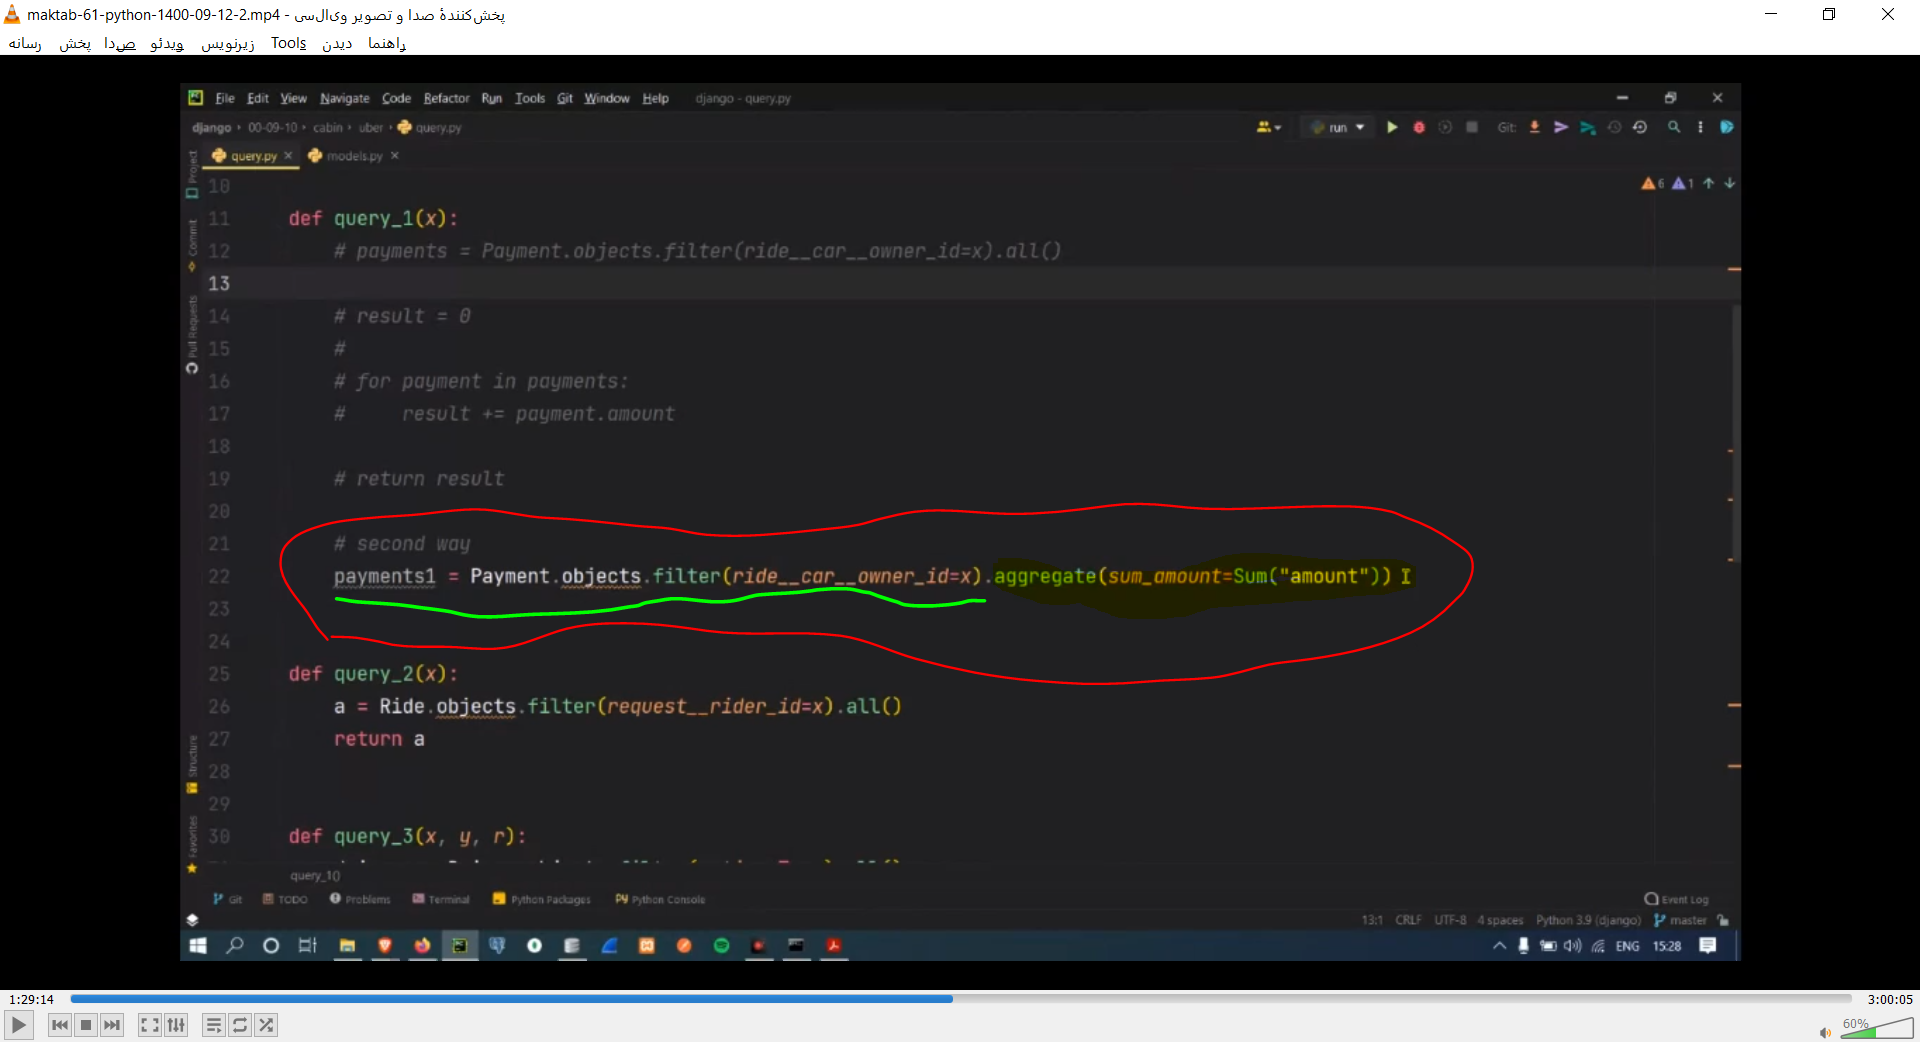 maktab-61-python-1400-09-12-2.mp4 - پخش‌کنندهٔ صدا و تصویر وی‌ال‌سی
رسانه پخش صدا ویدئو زیرنویس Tools دیدن راهنما
File Edit View Navigate Code Refactor Run Tools Git Window Help django - query.py
django 00-09-10 cabin uber query.py run Git:
query.py models.py
Project
Commit
Pull Requests
Structure
Favorites
6 1
10
11 def query_1(x):
12 # payments = Payment.objects.filter(ride__car__owner_id=x).all()
13
14 # result = 0
15 #
16 # for payment in payments:
17 # result += payment.amount
18
19 # return result
20
21 # second way
22 payments1 = Payment.objects.filter(ride__car__owner_id=x).aggregate(sum_amount=Sum("amount"))
23
24
25 def query_2(x):
26 a = Ride.objects.filter(request__rider_id=x).all()
27 return a
28
29
30 def query_3(x, y, r):
query_1()
Git TODO Problems Terminal Python Packages Python Console Event Log
13:1 CRLF UTF-8 4 spaces Python 3.9 (django) master
ENG 15:28
1:29:14 3:00:05
60%